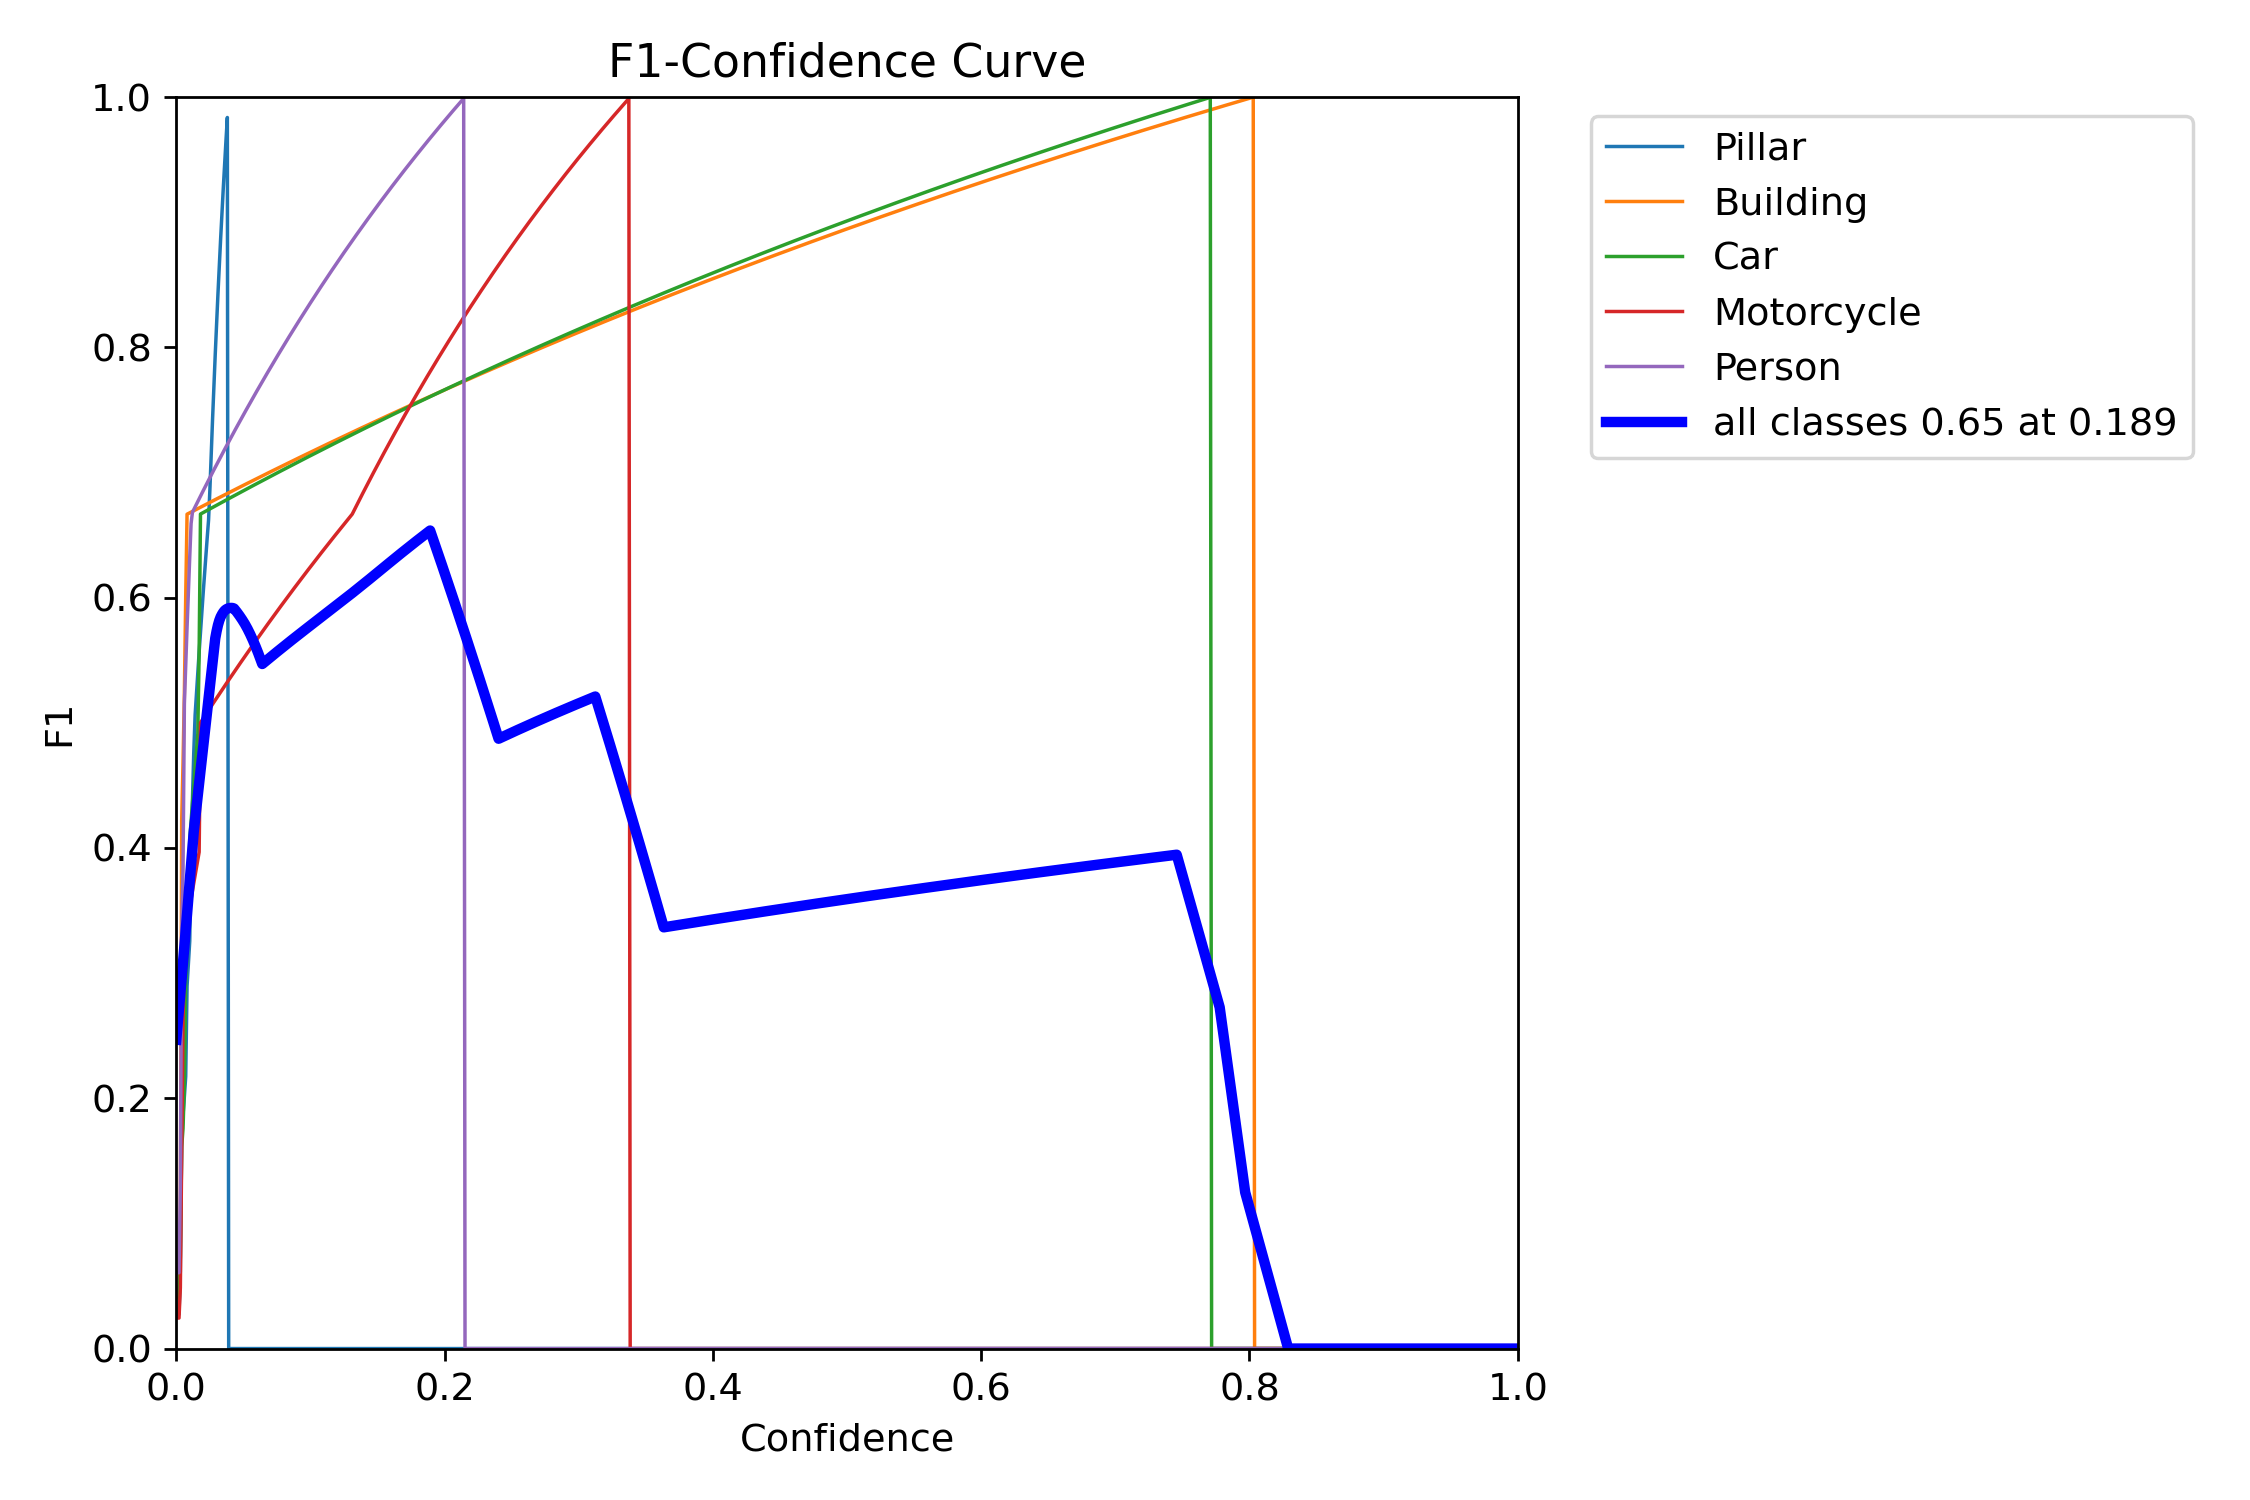 F1-Confidence Curve
1.0
0.8
0.6
0.4
0.2
0.0
F1
0.0 0.2 0.4 0.6 0.8 1.0
Confidence
Pillar
Building
Car
Motorcycle
Person
all classes 0.65 at 0.189